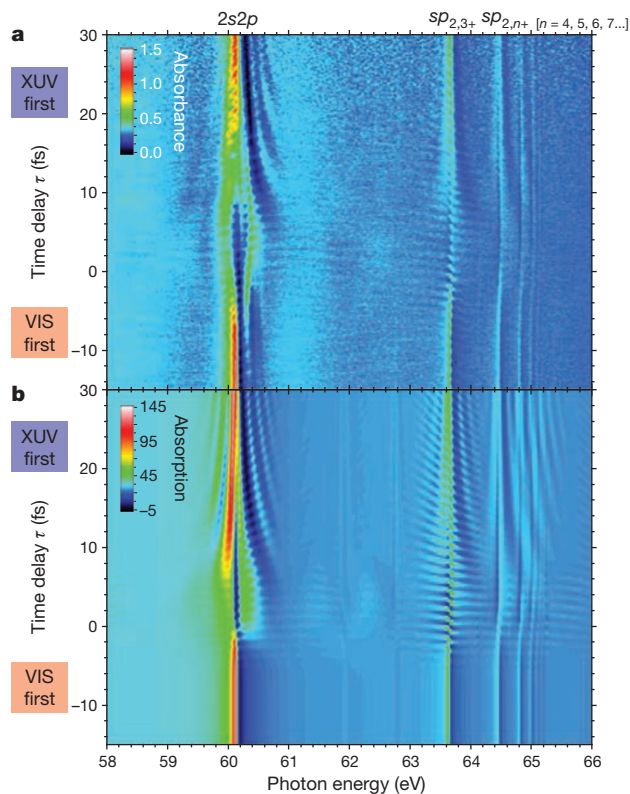 2s2p sp2,3+ sp2,n+ [n = 4, 5, 6, 7...]
a
30
1.5
1.0
0.5
0.0
Absorbance
XUV
first
20
10
0
−10
Time delay τ (fs)
VIS
first
b
30
145
95
45
−5
Absorption
XUV
first
20
10
0
−10
Time delay τ (fs)
VIS
first
58 59 60 61 62 63 64 65 66
Photon energy (eV)